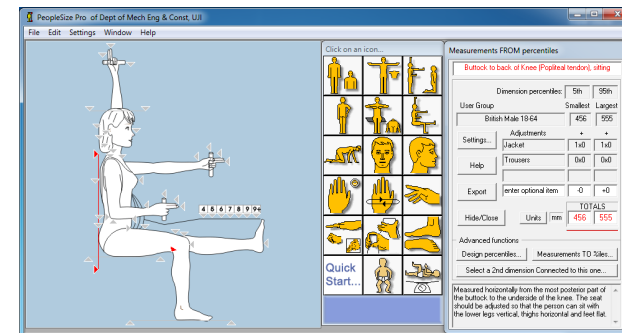 PeopleSize Pro of Dept of Mech Eng & Const, UJI
File Edit Settings Window Help
Click on an icon...
4 5 6 7 8 9 9+
Quick
Start...
Measurements FROM percentiles
Buttock to back of Knee (Popliteal tendon), sitting
Dimension percentiles: 5th 95th
User Group Smallest Largest
British Male 18-64 456 555
Adjustments + +
Settings... Jacket 1x0 1x0
Help Trousers 0x0 0x0
Export enter optional item -0 +0
TOTALS
Hide/Close Units mm 456 555
Advanced functions
Design percentiles... Measurements TO %iles...
Select a 2nd dimension Connected to this one...
Measured horizontally from the most posterior part of
the buttock to the underside of the knee. The seat
should be adjusted so that the person can sit with
the lower legs vertical, thighs horizontal and feet flat.